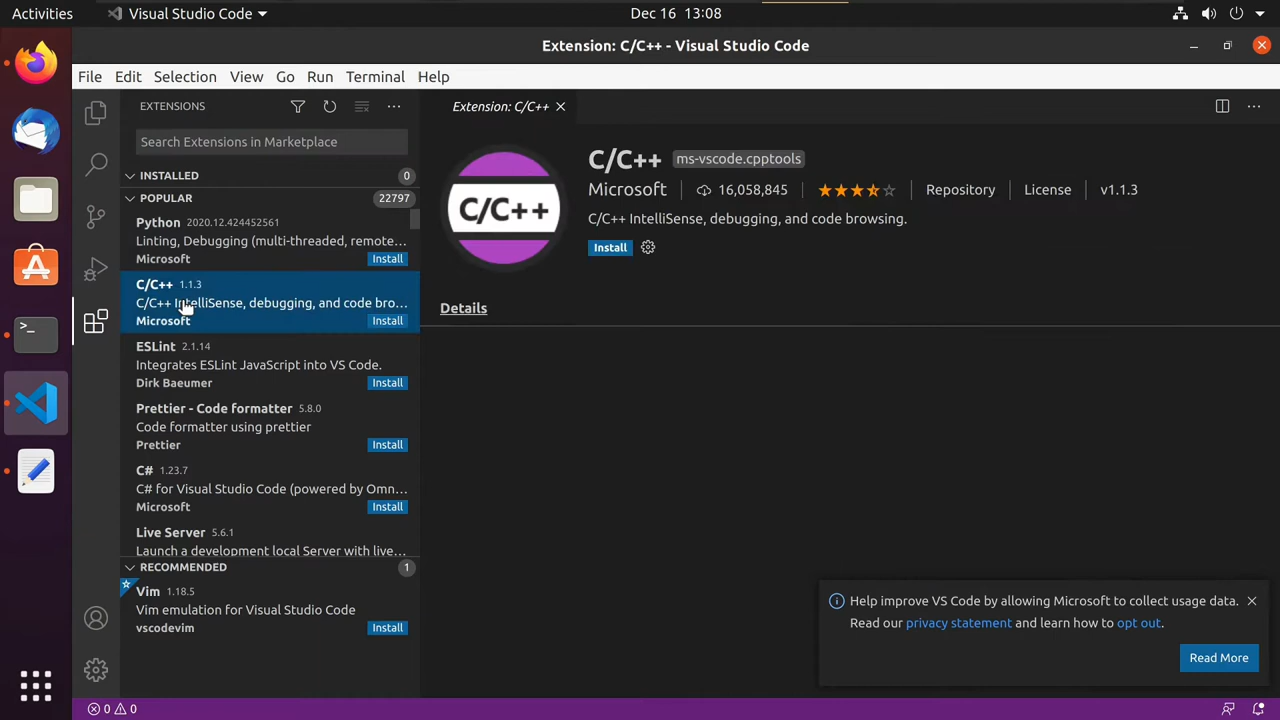 Activities
Visual Studio Code
Dec 16 13:08
Extension: C/C++ - Visual Studio Code
File Edit Selection View Go Run Terminal Help
EXTENSIONS
Search Extensions in Marketplace
INSTALLED 0
POPULAR 22797
Python 2020.12.424452561
Linting, Debugging (multi-threaded, remote...
Microsoft Install
C/C++ 1.1.3
C/C++ IntelliSense, debugging, and code bro...
Microsoft Install
ESLint 2.1.14
Integrates ESLint JavaScript into VS Code.
Dirk Baeumer Install
Prettier - Code formatter 5.8.0
Code formatter using prettier
Prettier Install
C# 1.23.7
C# for Visual Studio Code (powered by Omn...
Microsoft Install
Live Server 5.6.1
Launch a development local Server with live...
RECOMMENDED 1
Vim 1.18.5
Vim emulation for Visual Studio Code
vscodevim Install
Extension: C/C++
C/C++
C/C++ ms-vscode.cpptools
Microsoft 16,058,845 Repository License v1.1.3
C/C++ IntelliSense, debugging, and code browsing.
Install
Details
Help improve VS Code by allowing Microsoft to collect usage data.
Read our privacy statement and learn how to opt out.
Read More
0 0